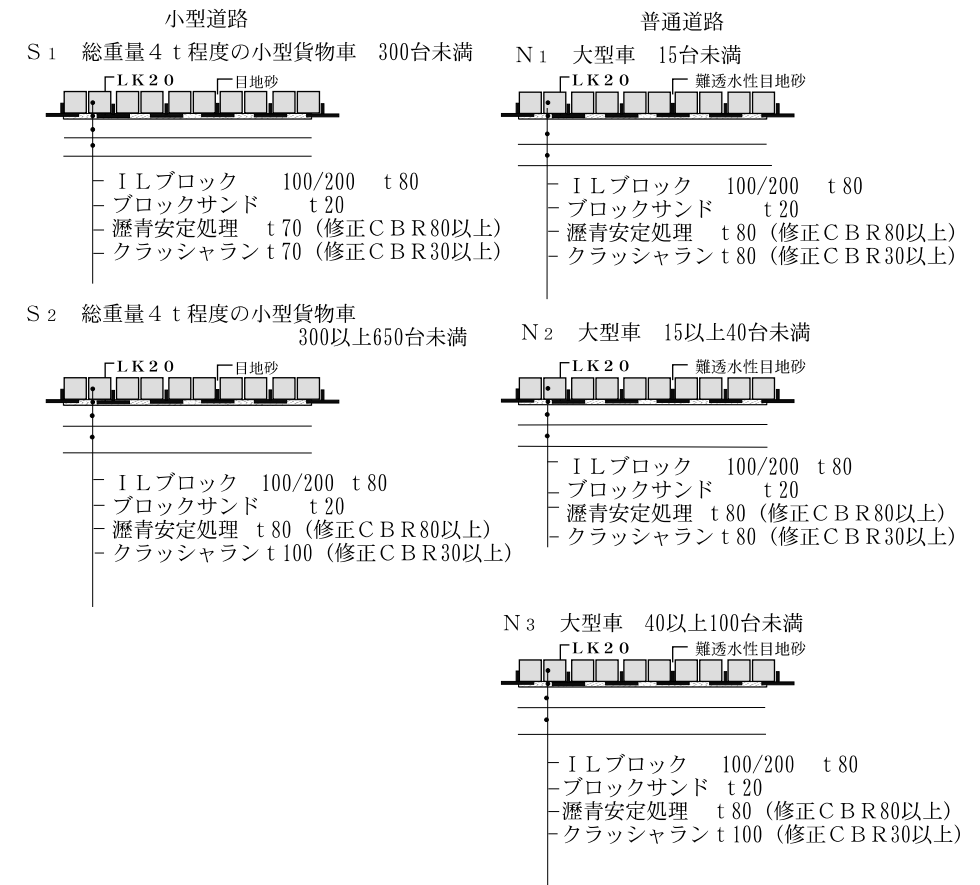 小型道路
S1 総重量4t程度の小型貨物車 300台未満
LK20 目地砂
ILブロック 100/200 t80
ブロックサンド t20
瀝青安定処理 t70(修正CBR80以上)
クラッシャラン t70(修正CBR30以上)
S2 総重量4t程度の小型貨物車
300以上650台未満
LK20 目地砂
ILブロック 100/200 t80
ブロックサンド t20
瀝青安定処理 t80(修正CBR80以上)
クラッシャラン t100(修正CBR30以上)
普通道路
N1 大型車 15台未満
LK20 難透水性目地砂
ILブロック 100/200 t80
ブロックサンド t20
瀝青安定処理 t80(修正CBR80以上)
クラッシャラン t80(修正CBR30以上)
N2 大型車 15以上40台未満
LK20 難透水性目地砂
ILブロック 100/200 t80
ブロックサンド t20
瀝青安定処理 t80(修正CBR80以上)
クラッシャラン t80(修正CBR30以上)
N3 大型車 40以上100台未満
LK20 難透水性目地砂
ILブロック 100/200 t80
ブロックサンド t20
瀝青安定処理 t80(修正CBR80以上)
クラッシャラン t100(修正CBR30以上)